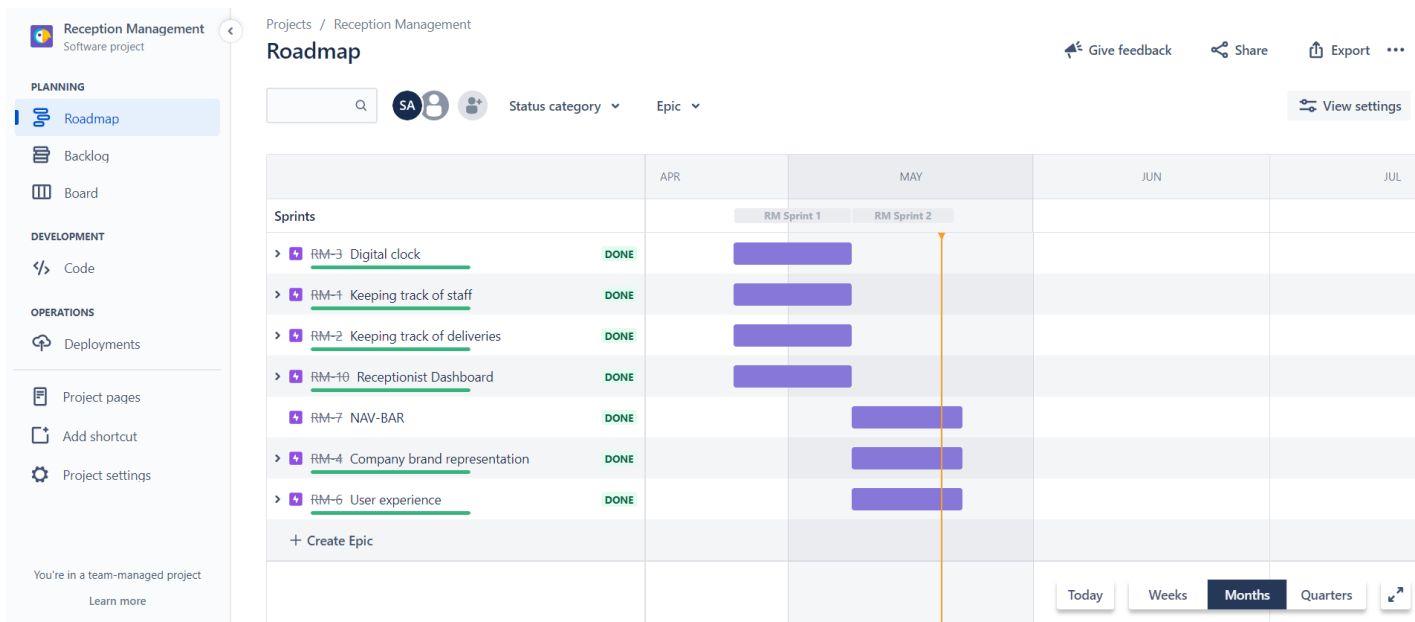 Reception Management
Software project
PLANNING
Roadmap
Backlog
Board
DEVELOPMENT
Code
OPERATIONS
Deployments
Project pages
Add shortcut
Project settings
You're in a team-managed project
Learn more
Projects / Reception Management
Roadmap
Give feedback
Share
Export
SA
Status category
Epic
View settings
APR
MAY
JUN
JUL
Sprints
RM Sprint 1
RM Sprint 2
RM-3 Digital clock DONE
RM-1 Keeping track of staff DONE
RM-2 Keeping track of deliveries DONE
RM-10 Receptionist Dashboard DONE
RM-7 NAV-BAR DONE
RM-4 Company brand representation DONE
RM-6 User experience DONE
+ Create Epic
Today
Weeks
Months
Quarters